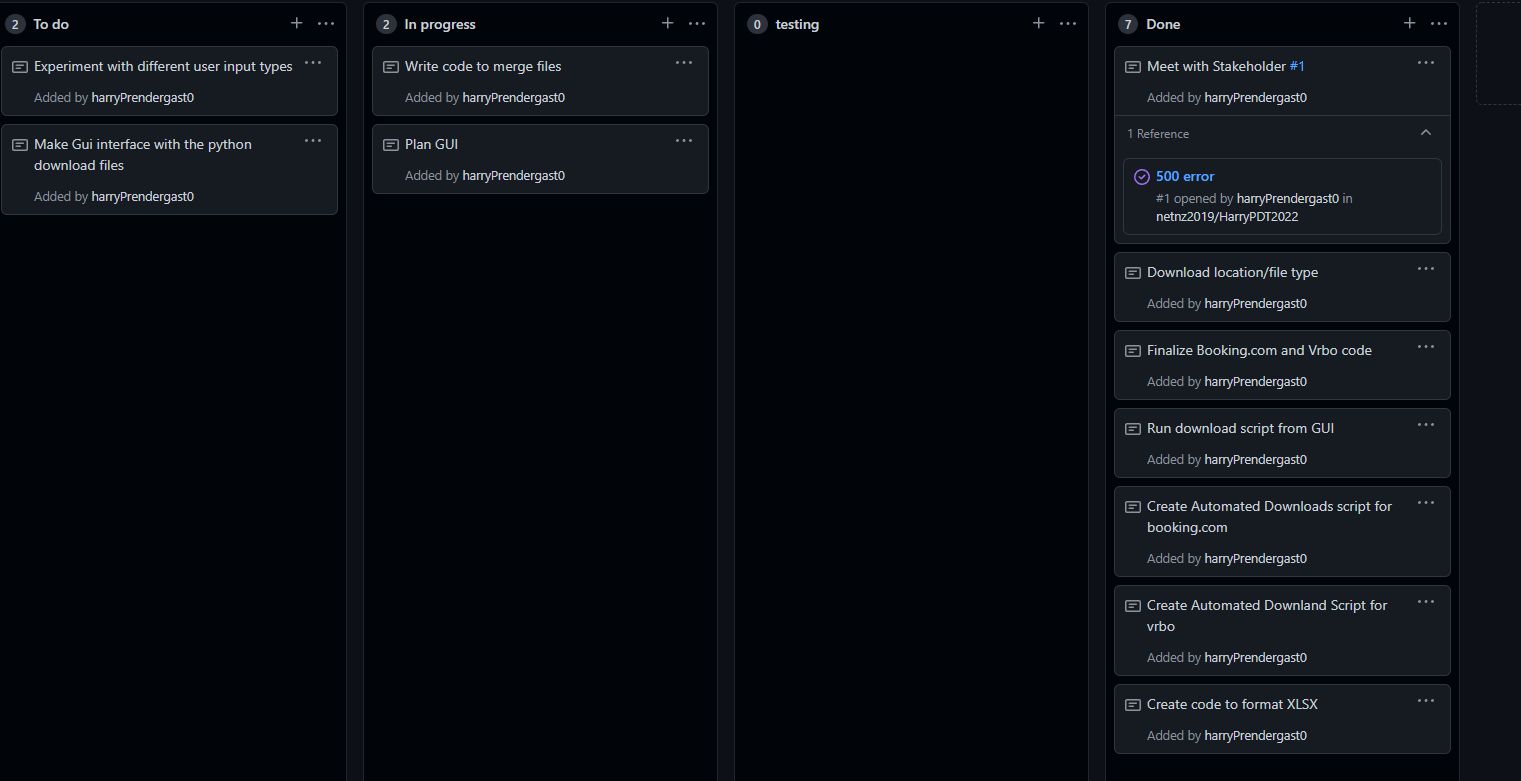 2 To do
Experiment with different user input types
Added by harryPrendergast0
Make Gui interface with the python
download files
Added by harryPrendergast0
2 In progress
Write code to merge files
Added by harryPrendergast0
Plan GUI
Added by harryPrendergast0
0 testing
7 Done
Meet with Stakeholder #1
Added by harryPrendergast0
1 Reference
500 error
#1 opened by harryPrendergast0 in
netnz2019/HarryPDT2022
Download location/file type
Added by harryPrendergast0
Finalize Booking.com and Vrbo code
Added by harryPrendergast0
Run download script from GUI
Added by harryPrendergast0
Create Automated Downloads script for
booking.com
Added by harryPrendergast0
Create Automated Downland Script for
vrbo
Added by harryPrendergast0
Create code to format XLSX
Added by harryPrendergast0